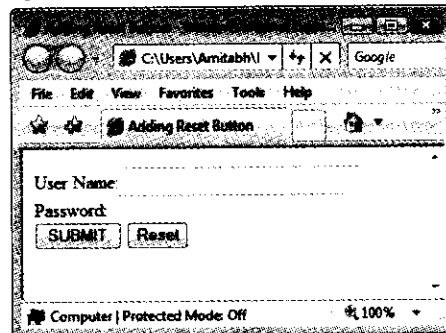 C:\Users\Amitabh\I
Google
File Edit View Favorites Tools Help
Adding Reset Button
User Name:
Password:
SUBMIT Reset
Computer | Protected Mode: Off 100%